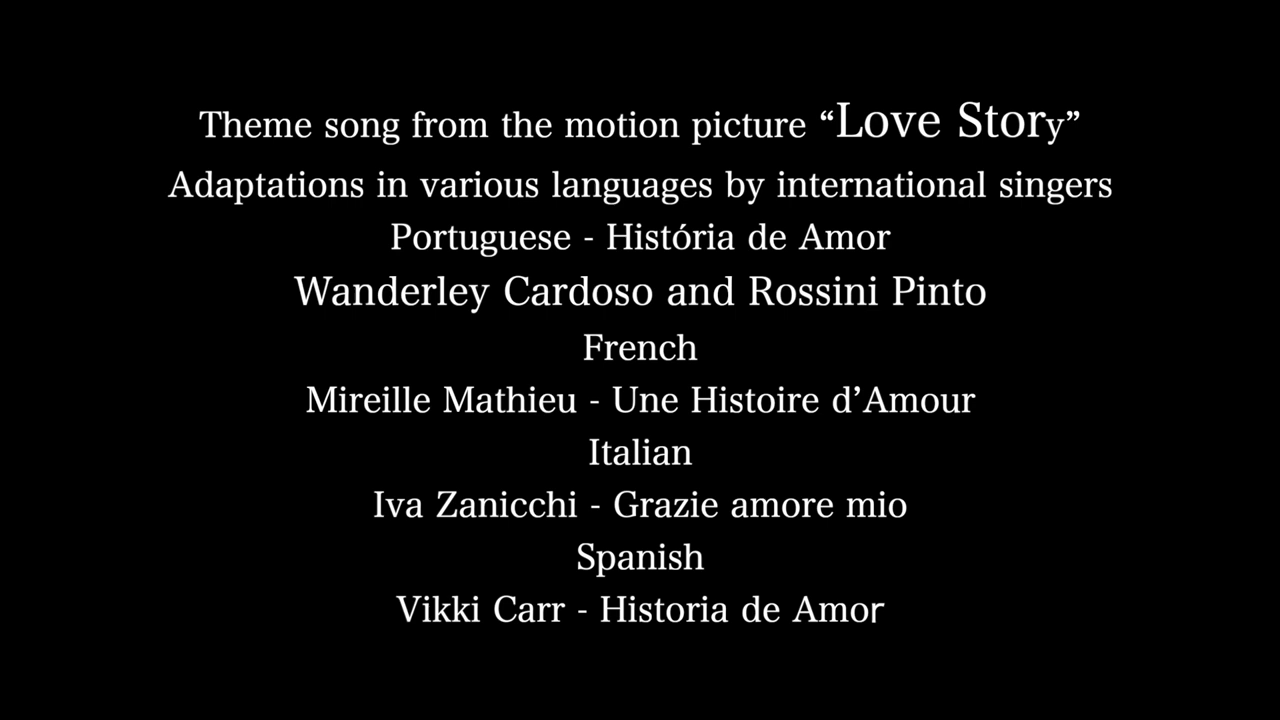 Theme song from the motion picture “Love Story”
Adaptations in various languages by international singers
Portuguese - História de Amor
Wanderley Cardoso and Rossini Pinto
French
Mireille Mathieu - Une Histoire d’Amour
Italian
Iva Zanicchi - Grazie amore mio
Spanish
Vikki Carr - Historia de Amor